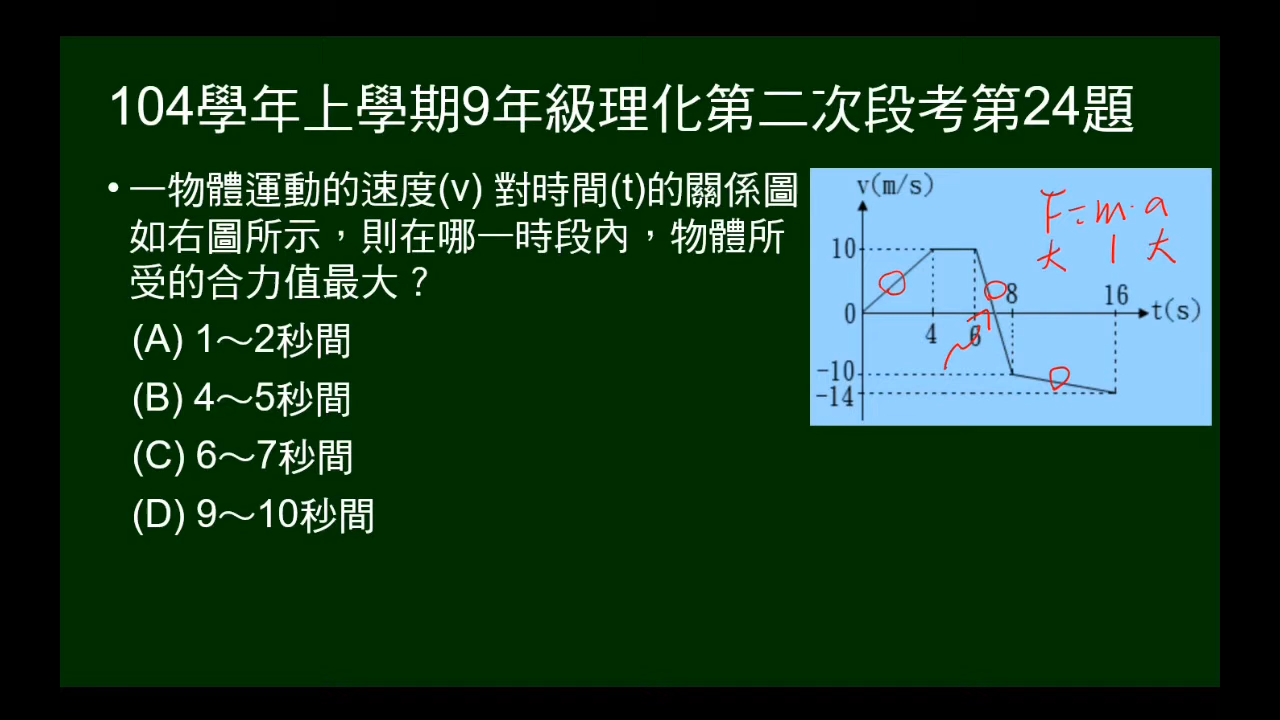 104學年上學期9年級理化第二次段考第24題
• 一物體運動的速度(v) 對時間(t)的關係圖
如右圖所示，則在哪一時段內，物體所
受的合力值最大？
(A) 1～2秒間
(B) 4～5秒間
(C) 6～7秒間
(D) 9～10秒間
v(m/s)
F=m·a
大 1 大
10
8
16
0
t(s)
4
6
-10
-14